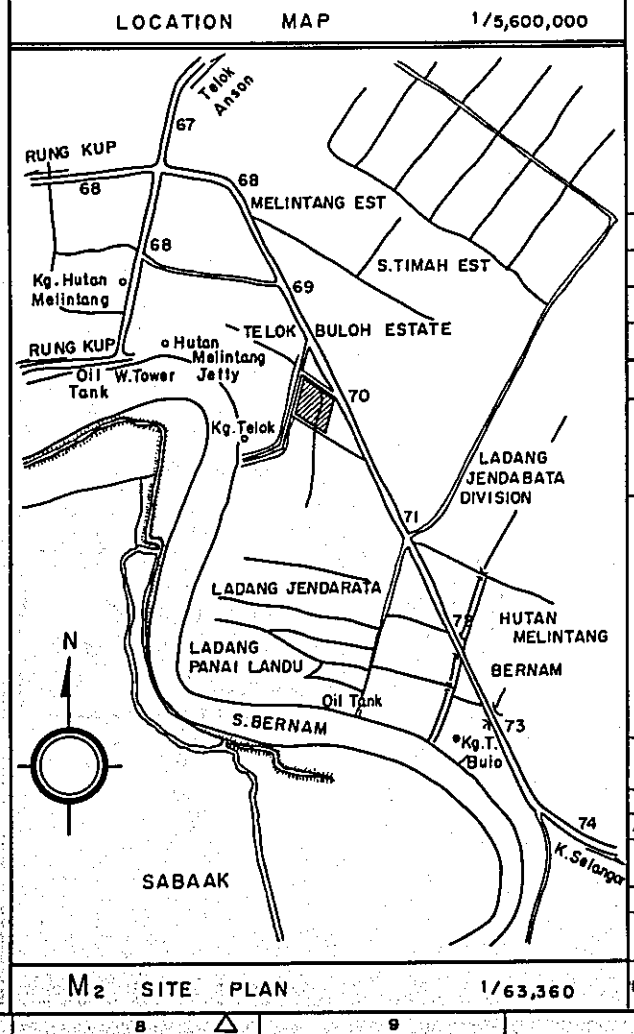 LOCATION MAP 1/5,600,000
Telok
Anson
67
RUNG KUP
68
68
MELINTANG EST
68
S.TIMAH EST
Kg. Hutan
Melintang
69
TELOK BULOH ESTATE
RUNG KUP
Hutan
Melintang
Jetty
Oil
Tank
W.Tower
70
Kg. Telok
LADANG
JENDABATA
DIVISION
71
LADANG JENDARATA
HUTAN
MELINTANG
LADANG
PANAI LANDU
BERNAM
N
Oil Tank
S.BERNAM
73
Kg.T.
Buio
74
K.Selangor
SABAAK
M2 SITE PLAN 1/63,360
8
9